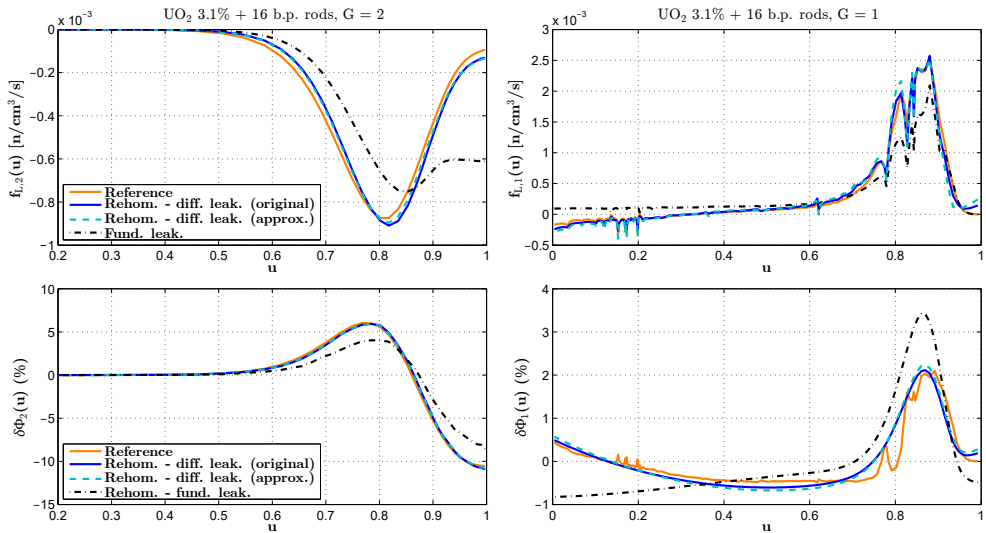 UO₂ 3.1% + 16 b.p. rods, G = 2
x 10⁻³
0
−0.2
−0.4
−0.6
−0.8
−1
f_L,2(u) [n/cm³/s]
Reference
Rehom. - diff. leak. (original)
Rehom. - diff. leak. (approx.)
Fund. leak.
0.2 0.3 0.4 0.5 0.6 0.7 0.8 0.9 1
u
UO₂ 3.1% + 16 b.p. rods, G = 1
x 10⁻³
3
2.5
2
1.5
1
0.5
0
−0.5
f_L,1(u) [n/cm³/s]
0 0.2 0.4 0.6 0.8 1
u
10
5
0
−5
−10
−15
δΦ₂(u) (%)
Reference
Rehom. - diff. leak. (original)
Rehom. - diff. leak. (approx.)
Rehom. - fund. leak.
0.2 0.3 0.4 0.5 0.6 0.7 0.8 0.9 1
u
4
3
2
1
0
−1
δΦ₁(u) (%)
0 0.2 0.4 0.6 0.8 1
u